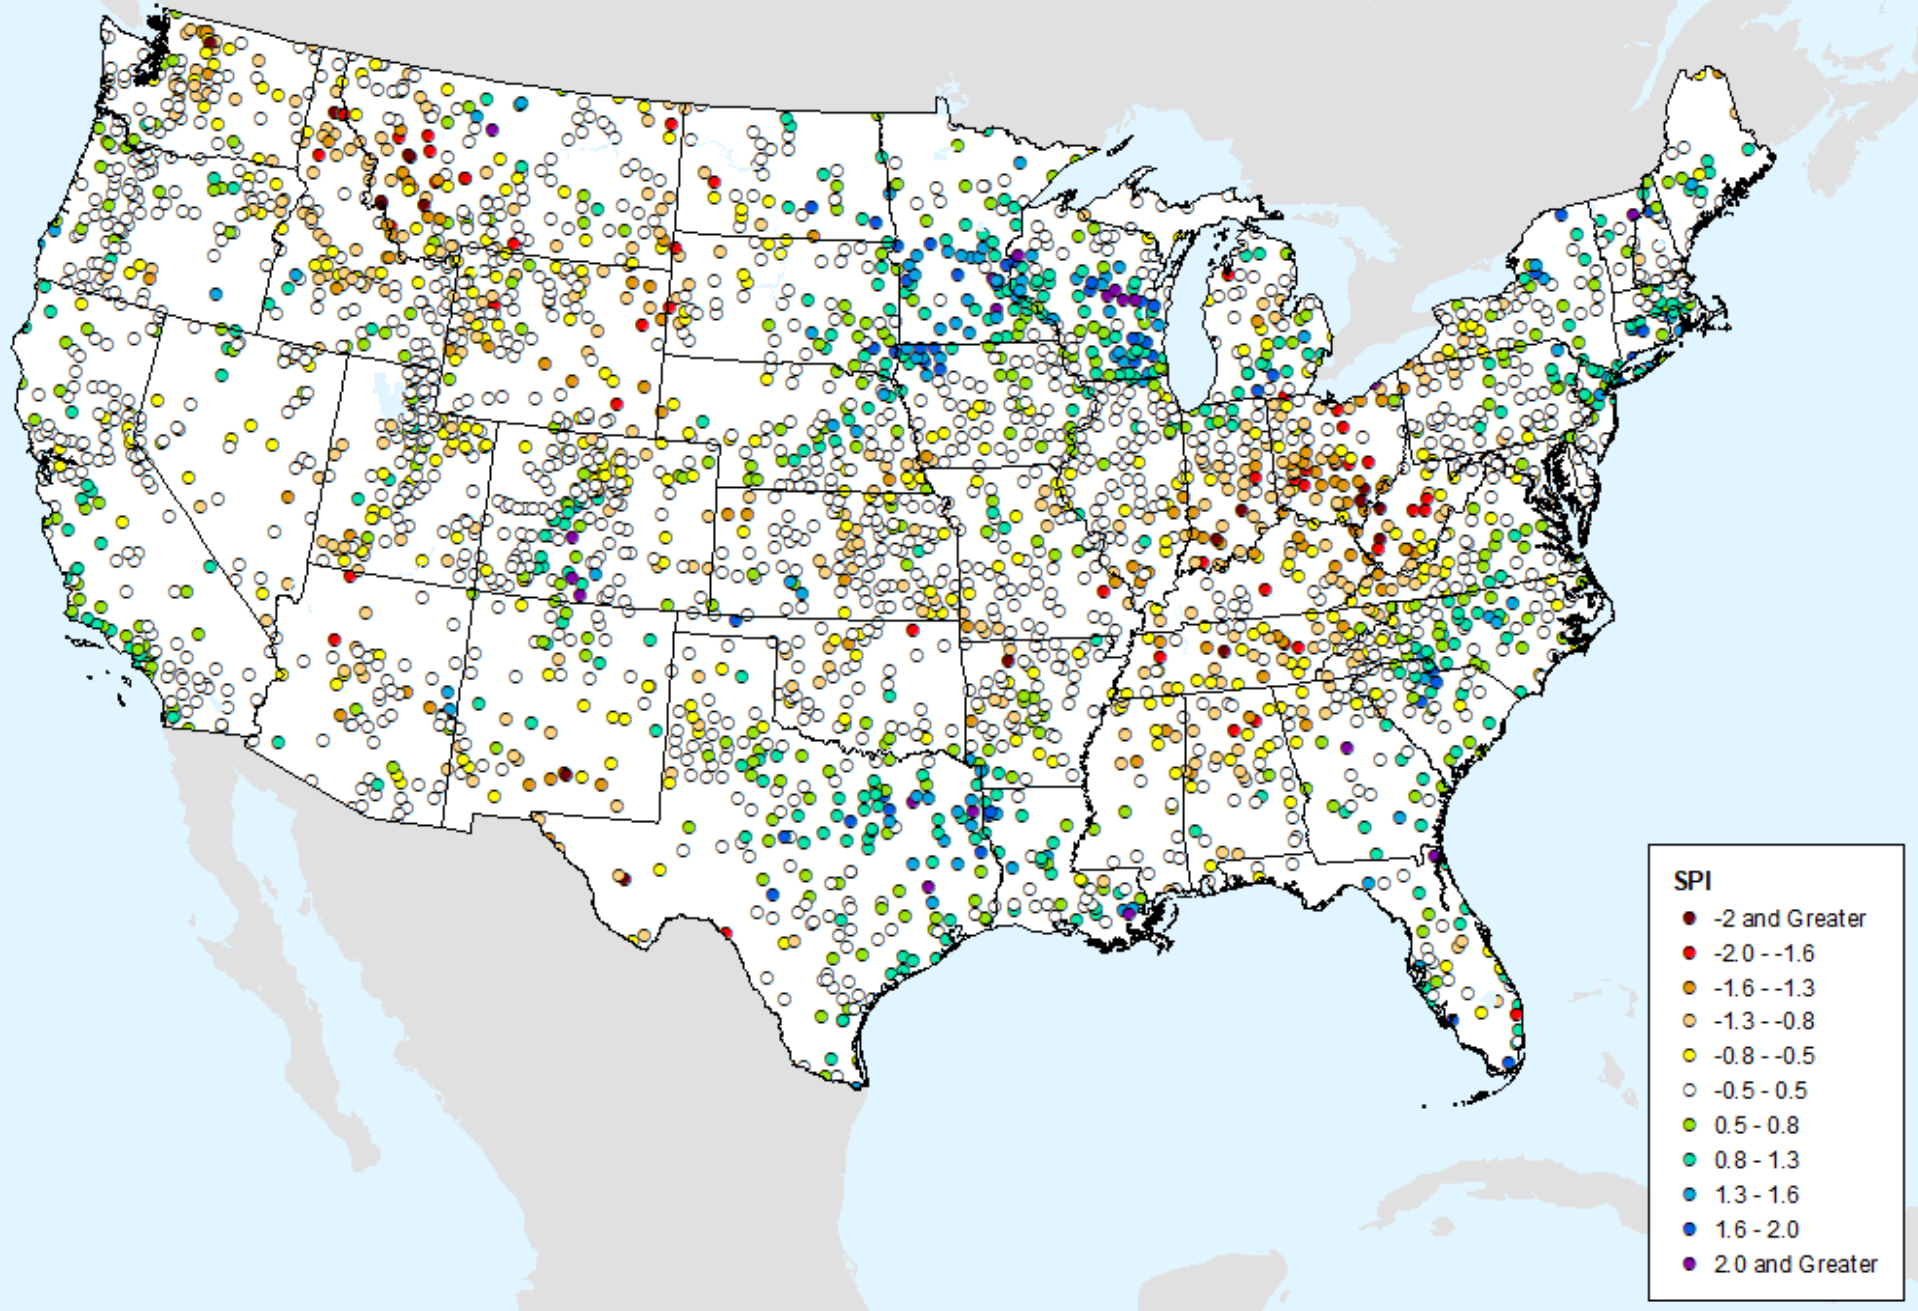 SPI
-2 and Greater
-2.0 - -1.6
-1.6 - -1.3
-1.3 - -0.8
-0.8 - -0.5
-0.5 - 0.5
0.5 - 0.8
0.8 - 1.3
1.3 - 1.6
1.6 - 2.0
2.0 and Greater